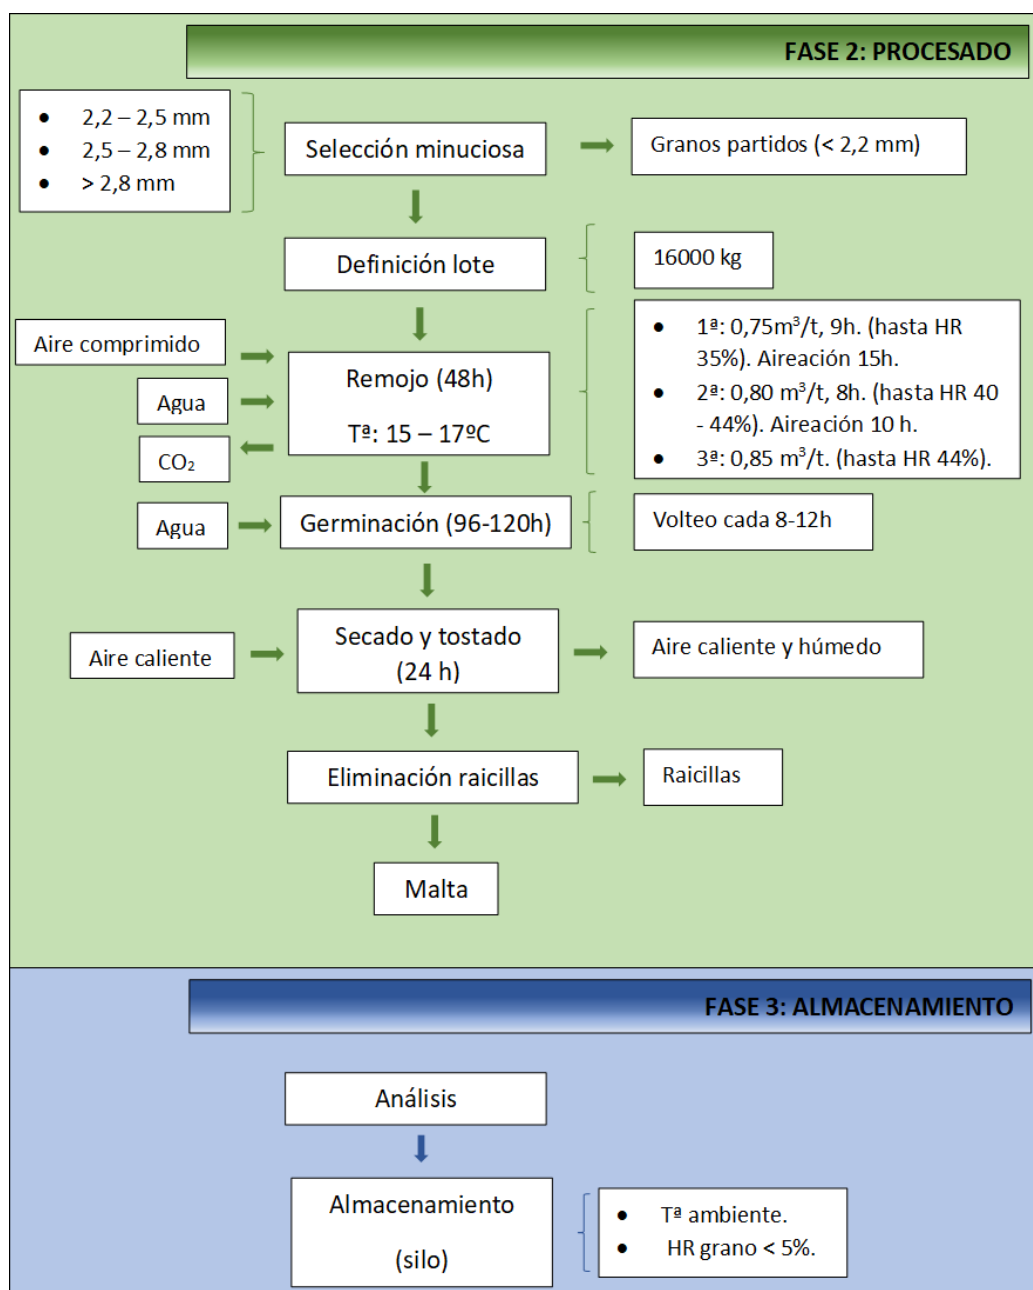 FASE 2: PROCESADO
● 2,2 – 2,5 mm
● 2,5 – 2,8 mm
● > 2,8 mm
Selección minuciosa
Granos partidos (< 2,2 mm)
Definición lote
16000 kg
Aire comprimido
Agua
CO₂
Remojo (48h)
Tª: 15 – 17ºC
● 1ª: 0,75m³/t, 9h. (hasta HR
35%). Aireación 15h.
● 2ª: 0,80 m³/t, 8h. (hasta HR 40
- 44%). Aireación 10 h.
● 3ª: 0,85 m³/t. (hasta HR 44%).
Agua
Germinación (96-120h)
Volteo cada 8-12h
Aire caliente
Secado y tostado
(24 h)
Aire caliente y húmedo
Eliminación raicillas
Raicillas
Malta
FASE 3: ALMACENAMIENTO
Análisis
Almacenamiento
(silo)
● Tª ambiente.
● HR grano < 5%.